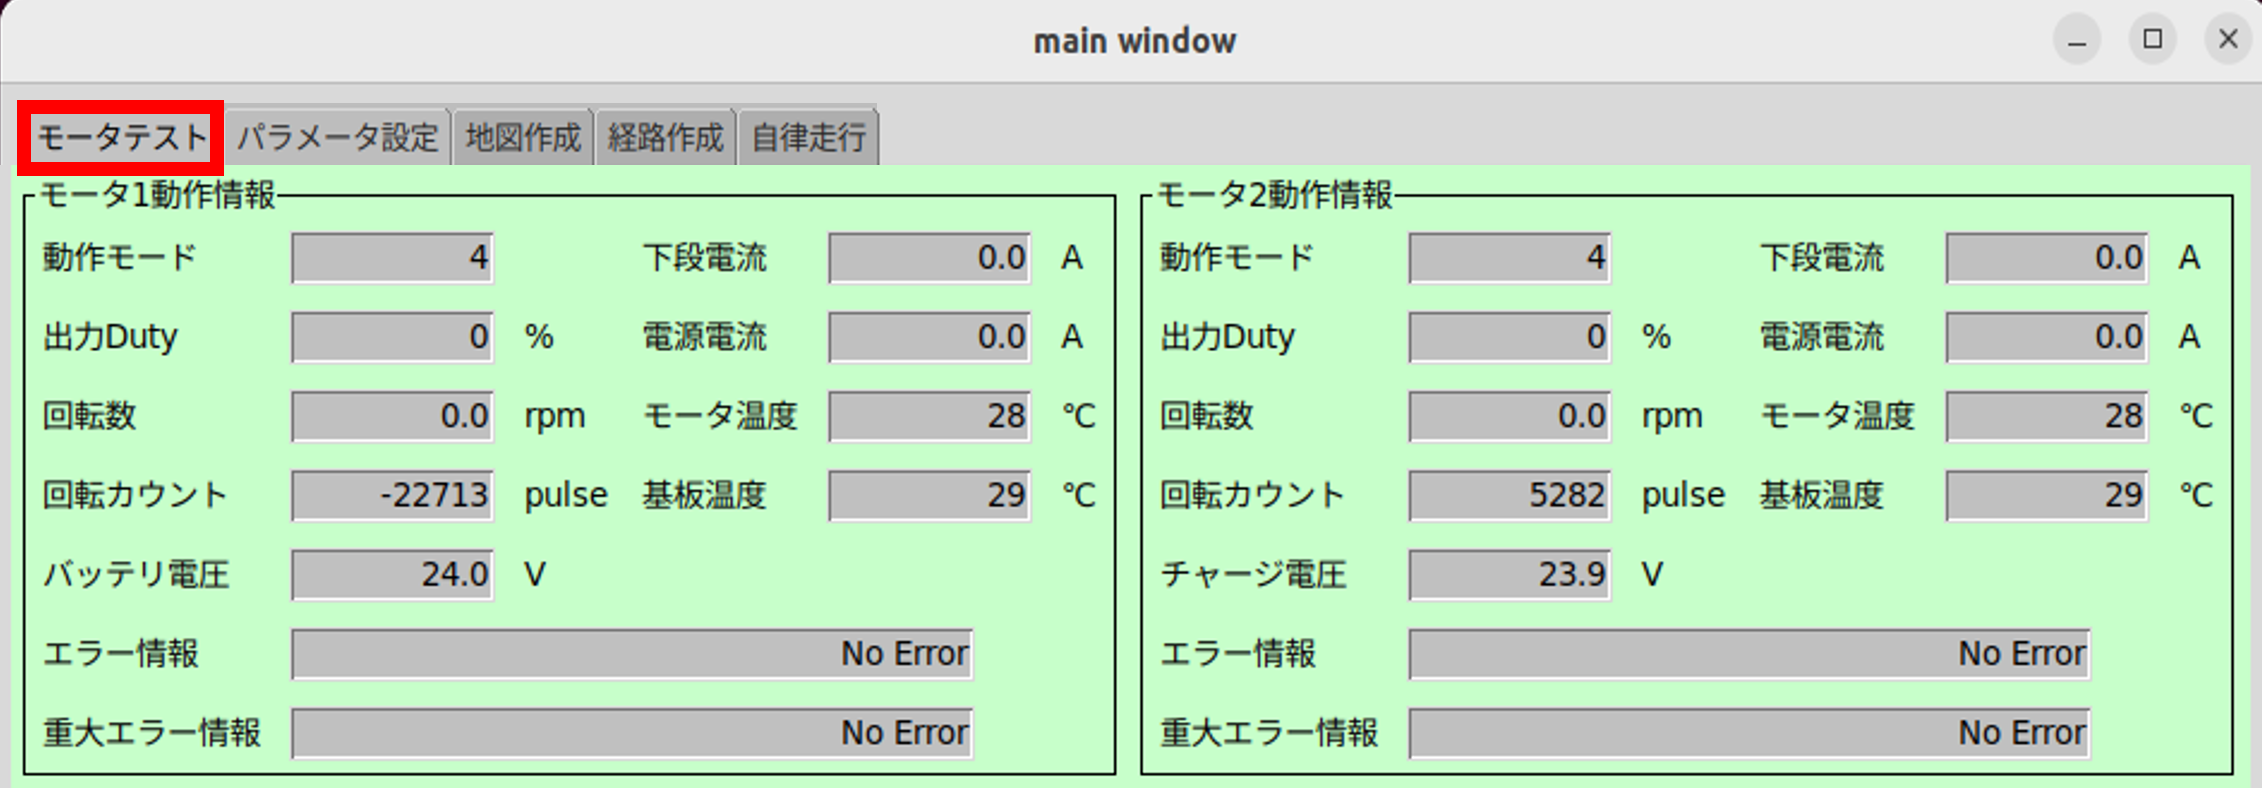 main window
モータテスト パラメータ設定 地図作成 経路作成 自律走行
モータ1動作情報
動作モード 4 下段電流 0.0 A
出力Duty 0 % 電源電流 0.0 A
回転数 0.0 rpm モータ温度 28 ℃
回転カウント -22713 pulse 基板温度 29 ℃
バッテリ電圧 24.0 V
エラー情報 No Error
重大エラー情報 No Error
モータ2動作情報
動作モード 4 下段電流 0.0 A
出力Duty 0 % 電源電流 0.0 A
回転数 0.0 rpm モータ温度 28 ℃
回転カウント 5282 pulse 基板温度 29 ℃
チャージ電圧 23.9 V
エラー情報 No Error
重大エラー情報 No Error